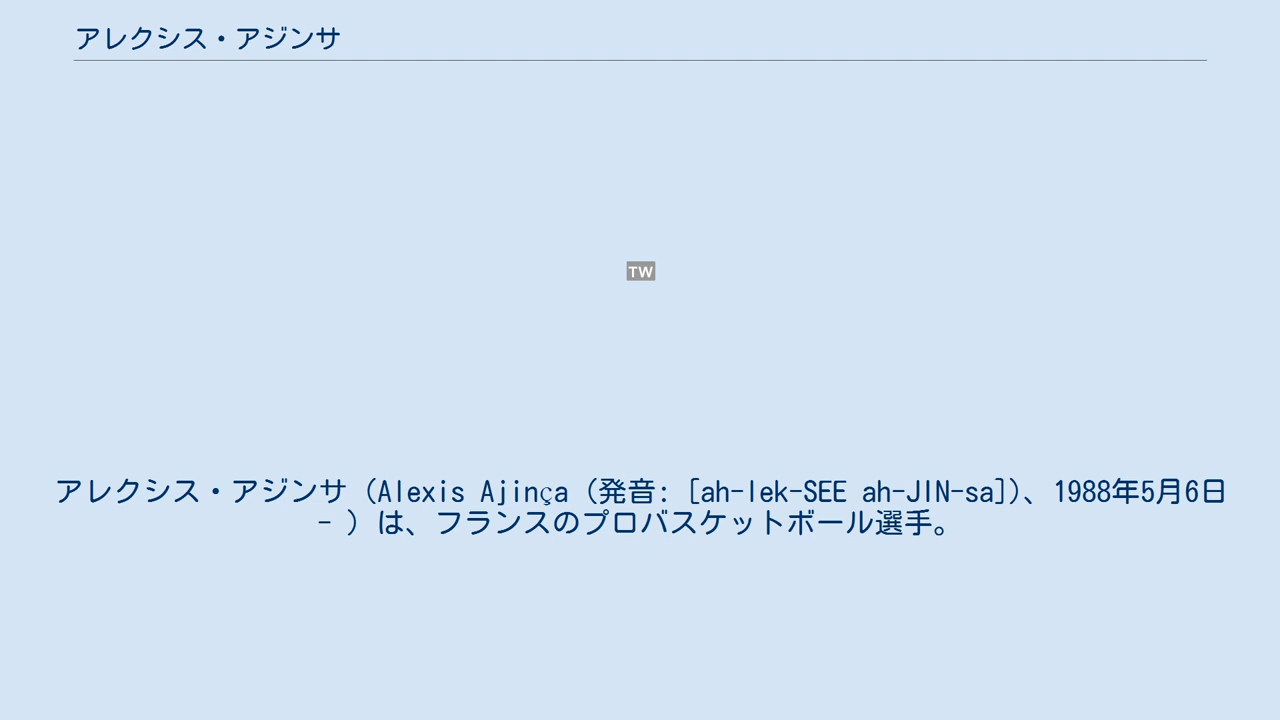 アレクシス・アジンサ
TW
アレクシス・アジンサ（Alexis Ajinça（発音: [ah-lek-SEE ah-JIN-sa]）、1988年5月6日
- ）は、フランスのプロバスケットボール選手。